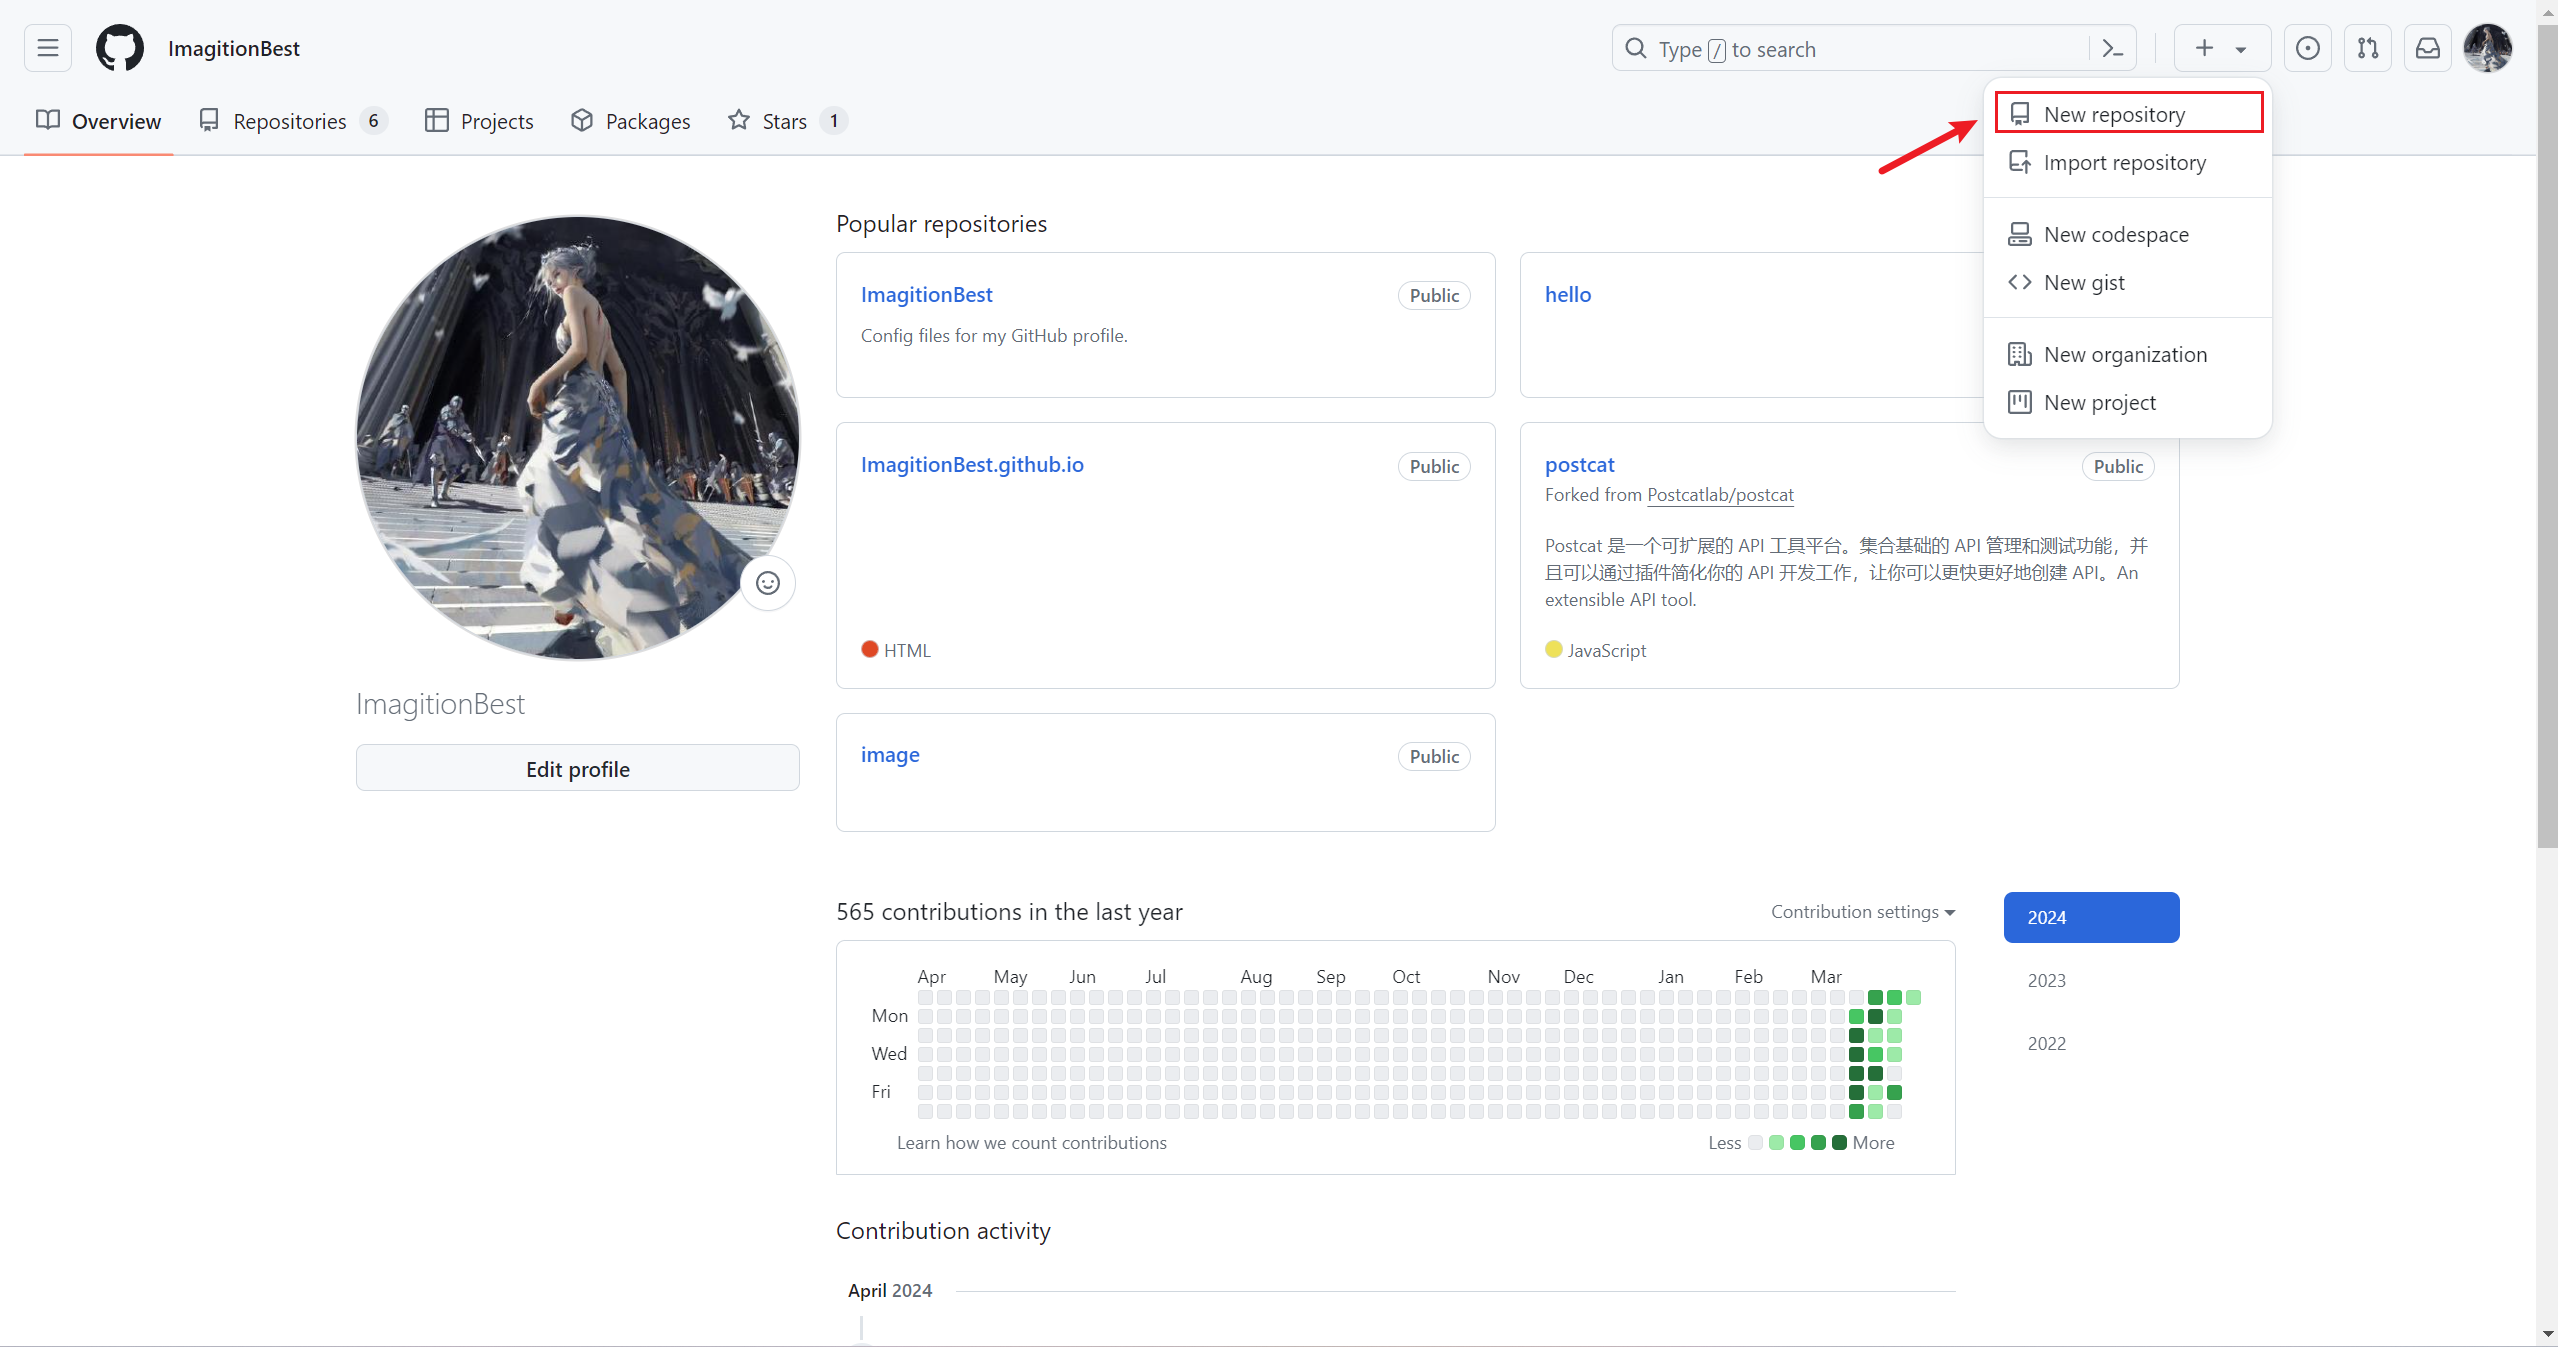 ImagitionBest
Type / to search
Overview
Repositories 6
Projects
Packages
Stars 1
New repository
Import repository
New codespace
New gist
New organization
New project
ImagitionBest
Edit profile
Popular repositories
ImagitionBest Public
Config files for my GitHub profile.
hello
ImagitionBest.github.io Public
HTML
postcat Public
Forked from Postcatlab/postcat
Postcat 是一个可扩展的 API 工具平台。集合基础的 API 管理和测试功能，并
且可以通过插件简化你的 API 开发工作，让你可以更快更好地创建 API。An
extensible API tool.
JavaScript
image Public
565 contributions in the last year
Contribution settings
2024
2023
2022
Apr May Jun Jul Aug Sep Oct Nov Dec Jan Feb Mar
Mon
Wed
Fri
Learn how we count contributions
Less More
Contribution activity
April 2024